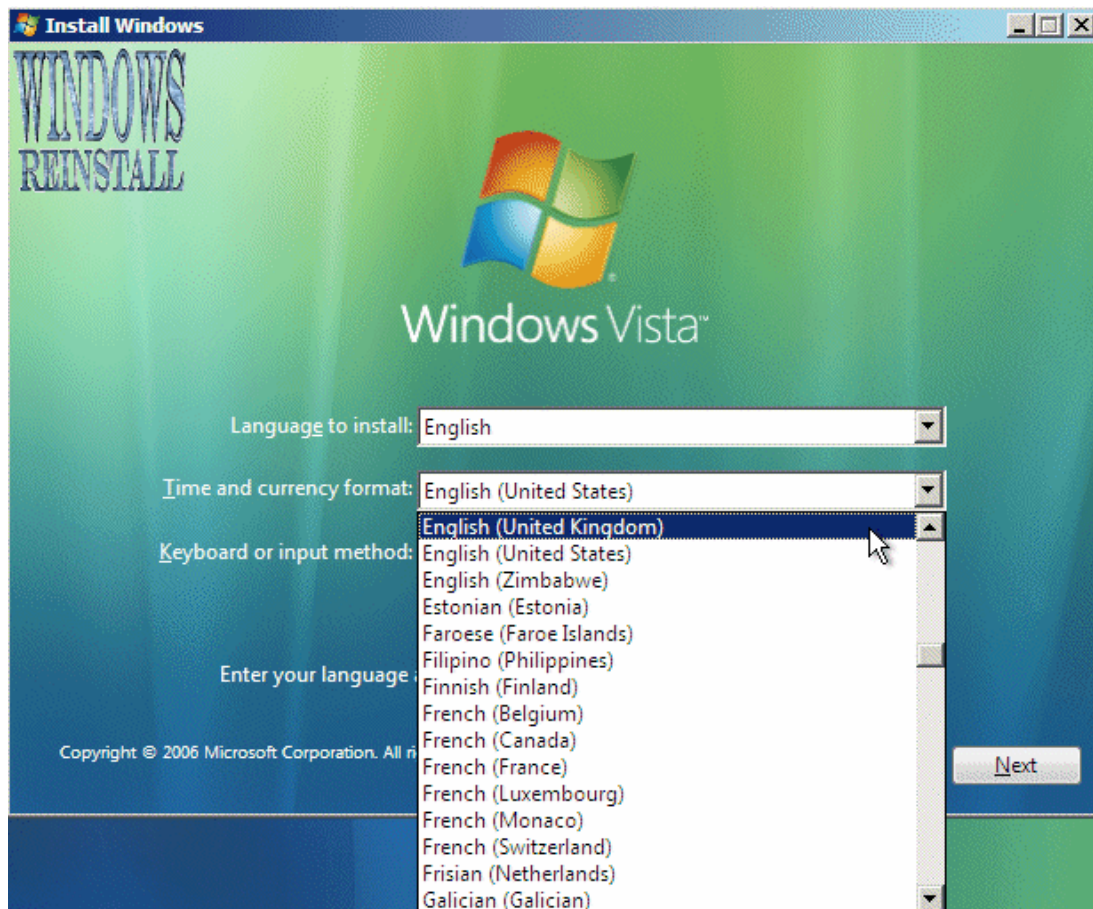 Install Windows
WINDOWS
REINSTALL
Windows Vista™
Language to install: English
Time and currency format: English (United States)
English (United Kingdom)
Keyboard or input method:
English (United States)
English (Zimbabwe)
Estonian (Estonia)
Faroese (Faroe Islands)
Filipino (Philippines)
Enter your language
Finnish (Finland)
French (Belgium)
French (Canada)
Copyright © 2006 Microsoft Corporation. All
French (France)
Next
French (Luxembourg)
French (Monaco)
French (Switzerland)
Frisian (Netherlands)
Galician (Galician)